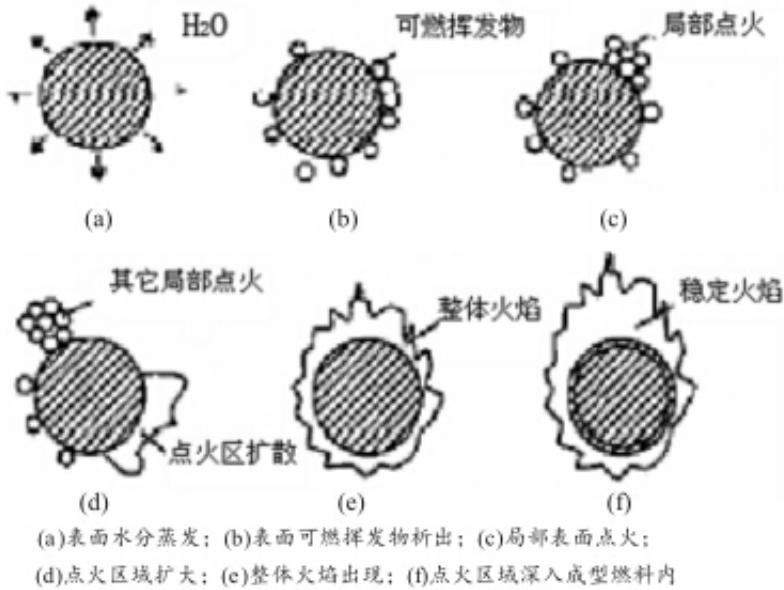 H₂O 可燃挥发物 局部点火
(a) (b) (c)
其它局部点火 整体火焰 稳定火焰
点火区扩散
(d) (e) (f)
(a)表面水分蒸发；(b)表面可燃挥发物析出；(c)局部表面点火；
(d)点火区域扩大；(e)整体火焰出现；(f)点火区域深入成型燃料内